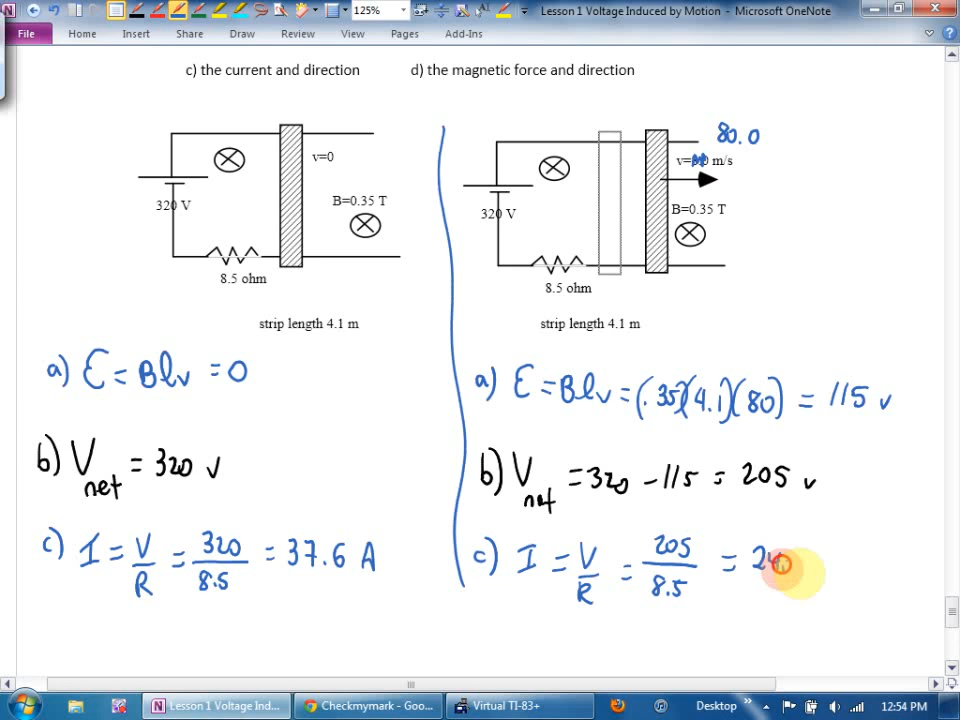 125%
Lesson 1 Voltage Induced by Motion - Microsoft OneNote
File Home Insert Share Draw Review View Pages Add-Ins
c) the current and direction d) the magnetic force and direction
80.0
v=0
m/s
B=0.35 T
B=0.35 T
320 V
320 V
8.5 ohm
8.5 ohm
strip length 4.1 m
strip length 4.1 m
a) ε = Blv = 0
a) ε = Blv = (.35)(4.1)(80) = 115 v
b) Vnet = 320 v
b) Vnet = 320 - 115 = 205 v
c) I = V/R = 320/8.5 = 37.6 A
c) I = V/R = 205/8.5 = 24
Lesson 1 Voltage Ind... Checkmymark - Goo... Virtual TI-83+ Desktop 12:54 PM